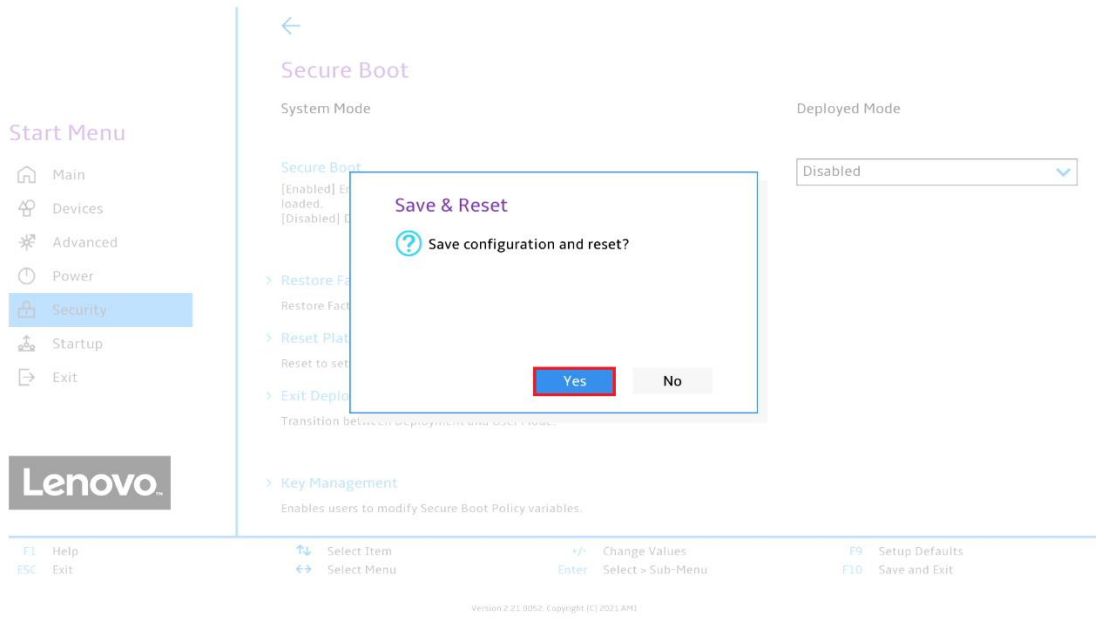 Secure Boot
System Mode
Deployed Mode
Start Menu
Main
Devices
Advanced
Power
Security
Startup
Exit
Lenovo
Secure Boot
Disabled
[Enabled] E
loaded.
[Disabled]
Save & Reset
Save configuration and reset?
Yes
No
Restore Fa
Restore Fact
Reset Plat
Reset to set
Exit Deplo
Transition between Deployment and User Mode.
Key Management
Enables users to modify Secure Boot Policy variables.
F1 Help
ESC Exit
Select Item
Select Menu
+/- Change Values
Enter Select > Sub-Menu
F9 Setup Defaults
F10 Save and Exit
Version 2.21.0052. Copyright (C) 2021 AMI